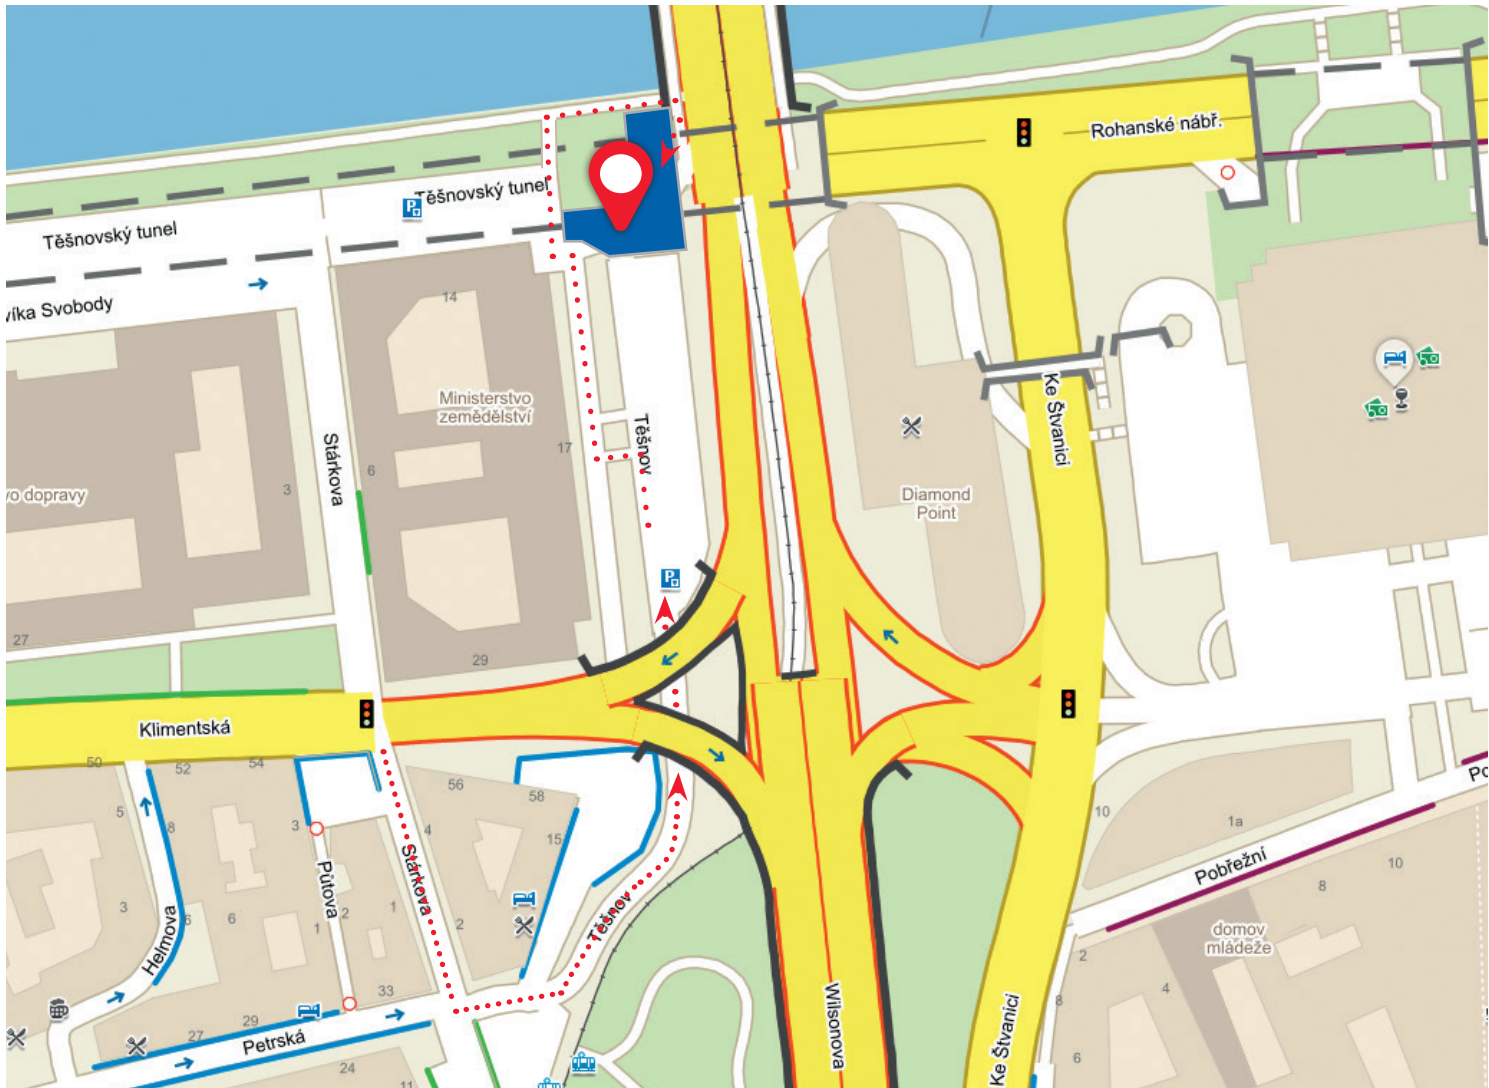 Rohanské nábř.
Těšnovský tunel
Těšnovský tunel
víka Svobody
14
Ministerstvo
zemědělství
17
Těšnov
Stárkova
6
3
vo dopravy
Ke Štvanici
Diamond
Point
27
29
Klimentská
50
52
54
56
58
5
8
3
4
15
Stárkova
Půtova
1
2
1
2
3
6
6
Helmova
Těšnov
33
29
27
Petrská
24
11
Wilsonova
Ke Štvanici
10
1a
Pobřežní
Po
10
8
domov
mládeže
2
4
8
6
P
P